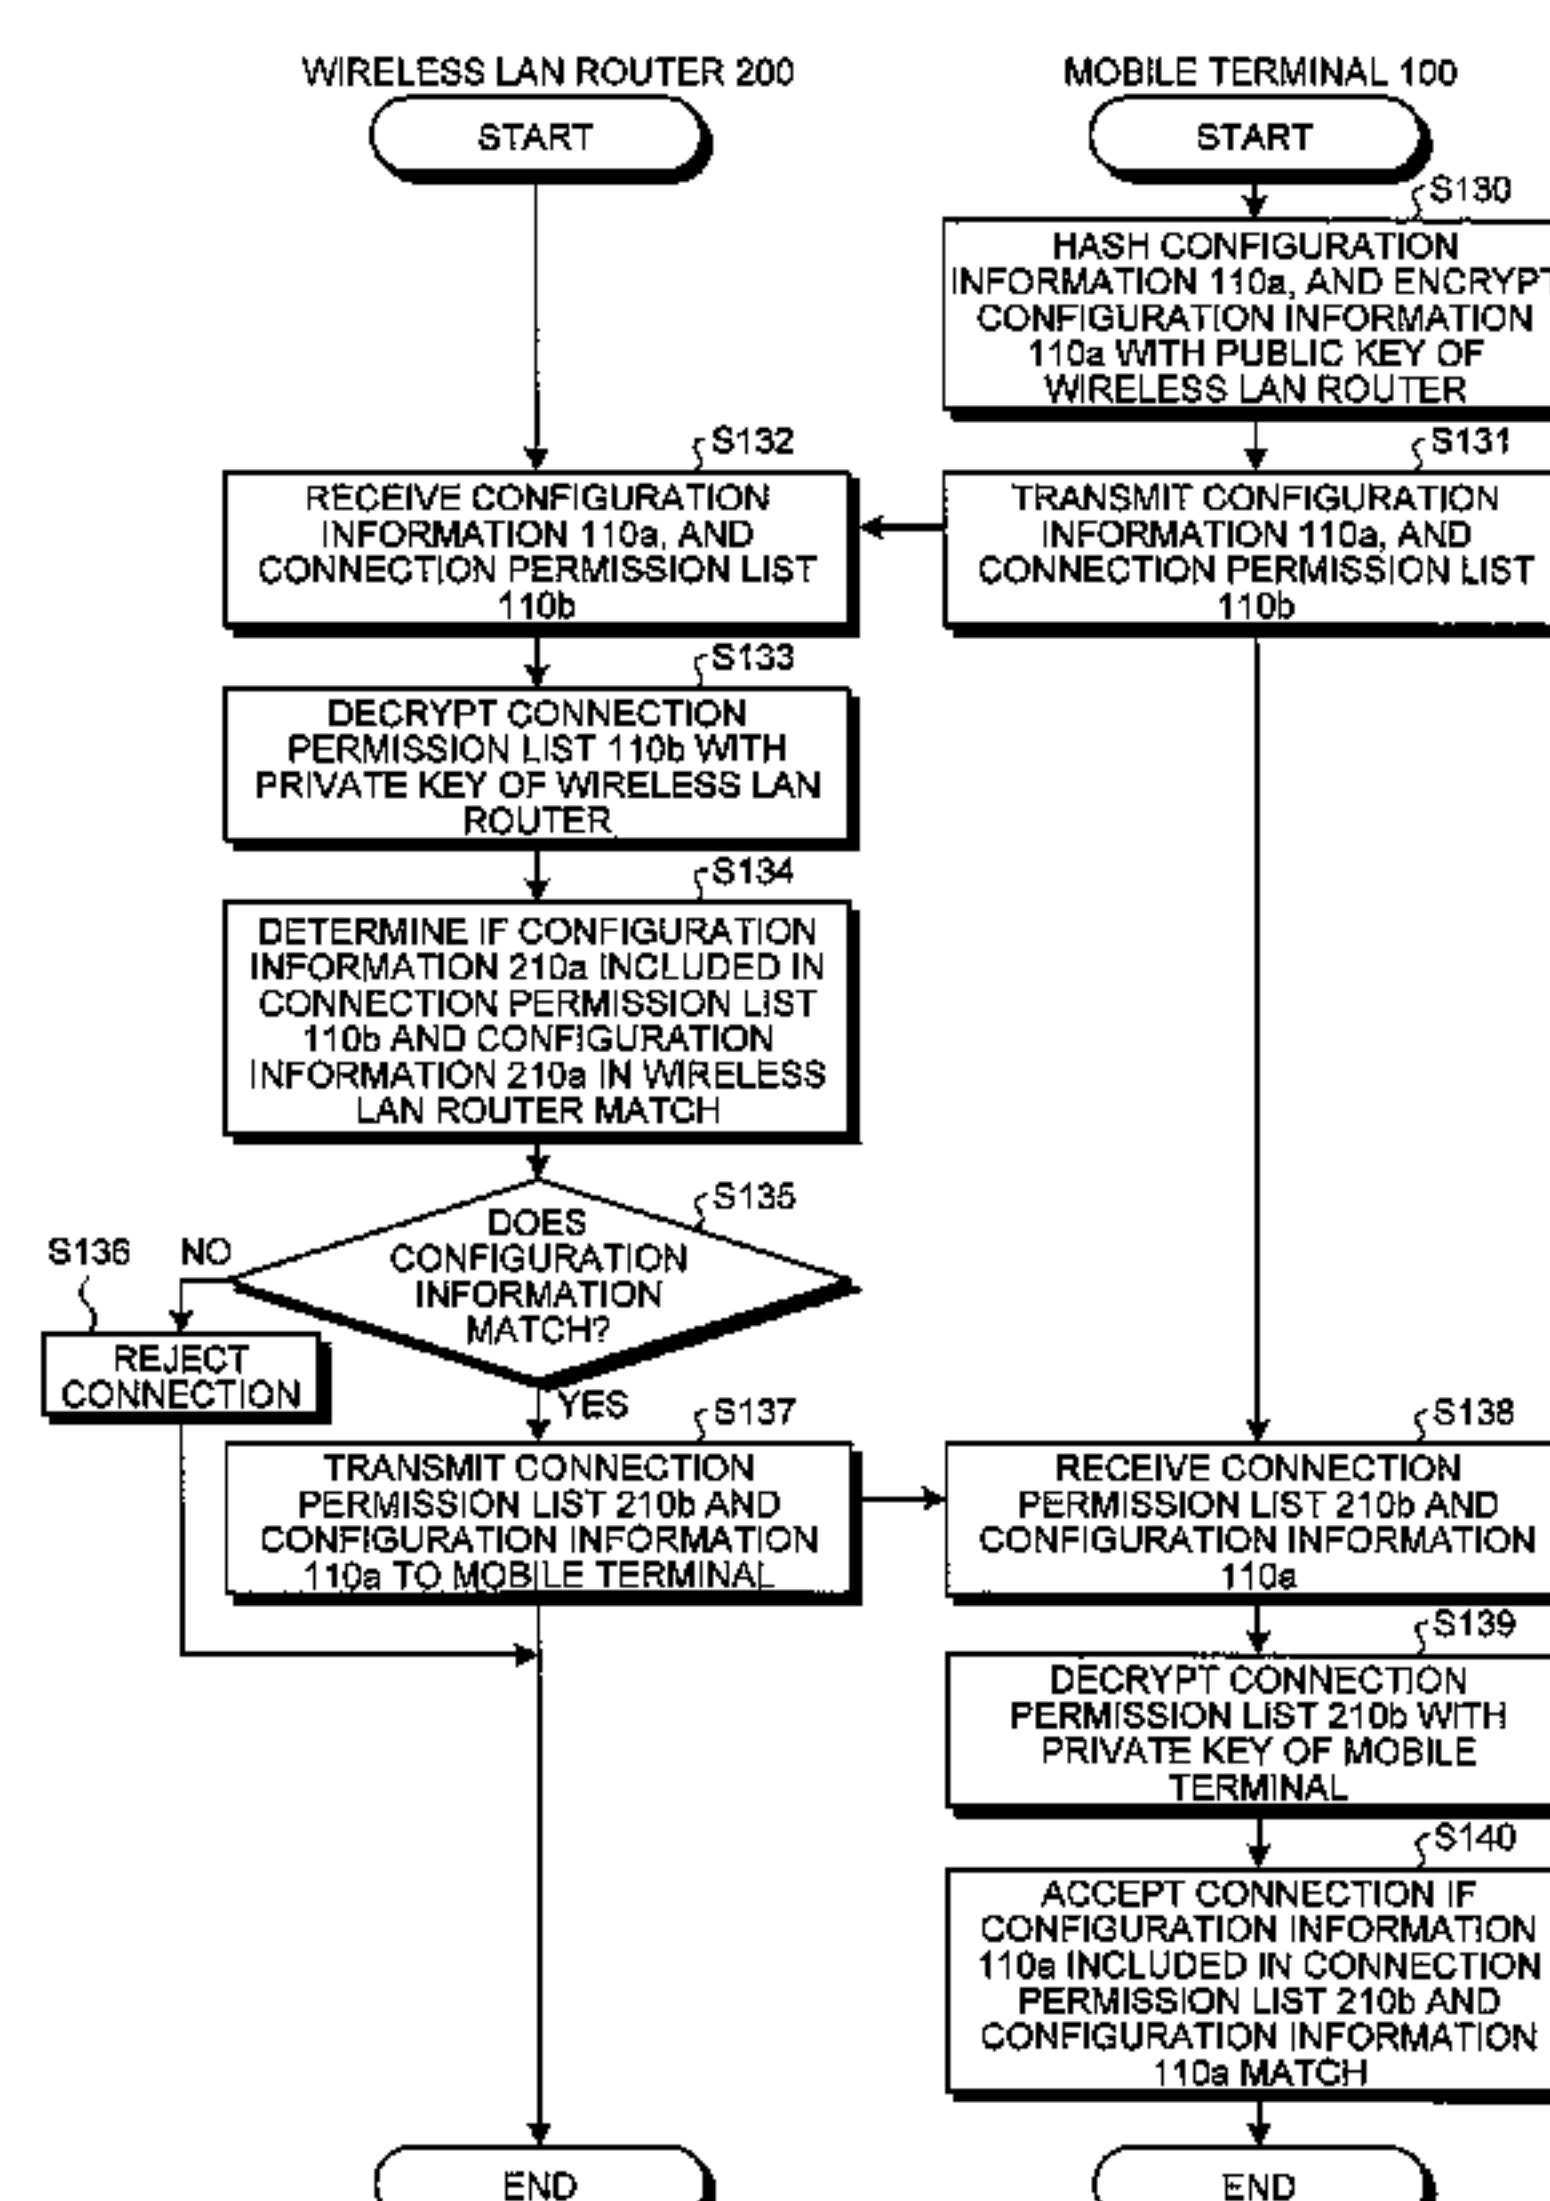 WIRELESS LAN ROUTER 200
START
MOBILE TERMINAL 100
START
S130
HASH CONFIGURATION
INFORMATION 110a, AND ENCRYPT
CONFIGURATION INFORMATION
110a WITH PUBLIC KEY OF
WIRELESS LAN ROUTER
S132
RECEIVE CONFIGURATION
INFORMATION 110a, AND
CONNECTION PERMISSION LIST
110b
S131
TRANSMIT CONFIGURATION
INFORMATION 110a, AND
CONNECTION PERMISSION LIST
110b
S133
DECRYPT CONNECTION
PERMISSION LIST 110b WITH
PRIVATE KEY OF WIRELESS LAN
ROUTER
S134
DETERMINE IF CONFIGURATION
INFORMATION 210a INCLUDED IN
CONNECTION PERMISSION LIST
110b AND CONFIGURATION
INFORMATION 210a IN WIRELESS
LAN ROUTER MATCH
S135
DOES
CONFIGURATION
INFORMATION
MATCH?
S136
NO
REJECT
CONNECTION
YES
S137
TRANSMIT CONNECTION
PERMISSION LIST 210b AND
CONFIGURATION INFORMATION
110a TO MOBILE TERMINAL
S138
RECEIVE CONNECTION
PERMISSION LIST 210b AND
CONFIGURATION INFORMATION
110a
S139
DECRYPT CONNECTION
PERMISSION LIST 210b WITH
PRIVATE KEY OF MOBILE
TERMINAL
S140
ACCEPT CONNECTION IF
CONFIGURATION INFORMATION
110a INCLUDED IN CONNECTION
PERMISSION LIST 210b AND
CONFIGURATION INFORMATION
110a MATCH
END
END